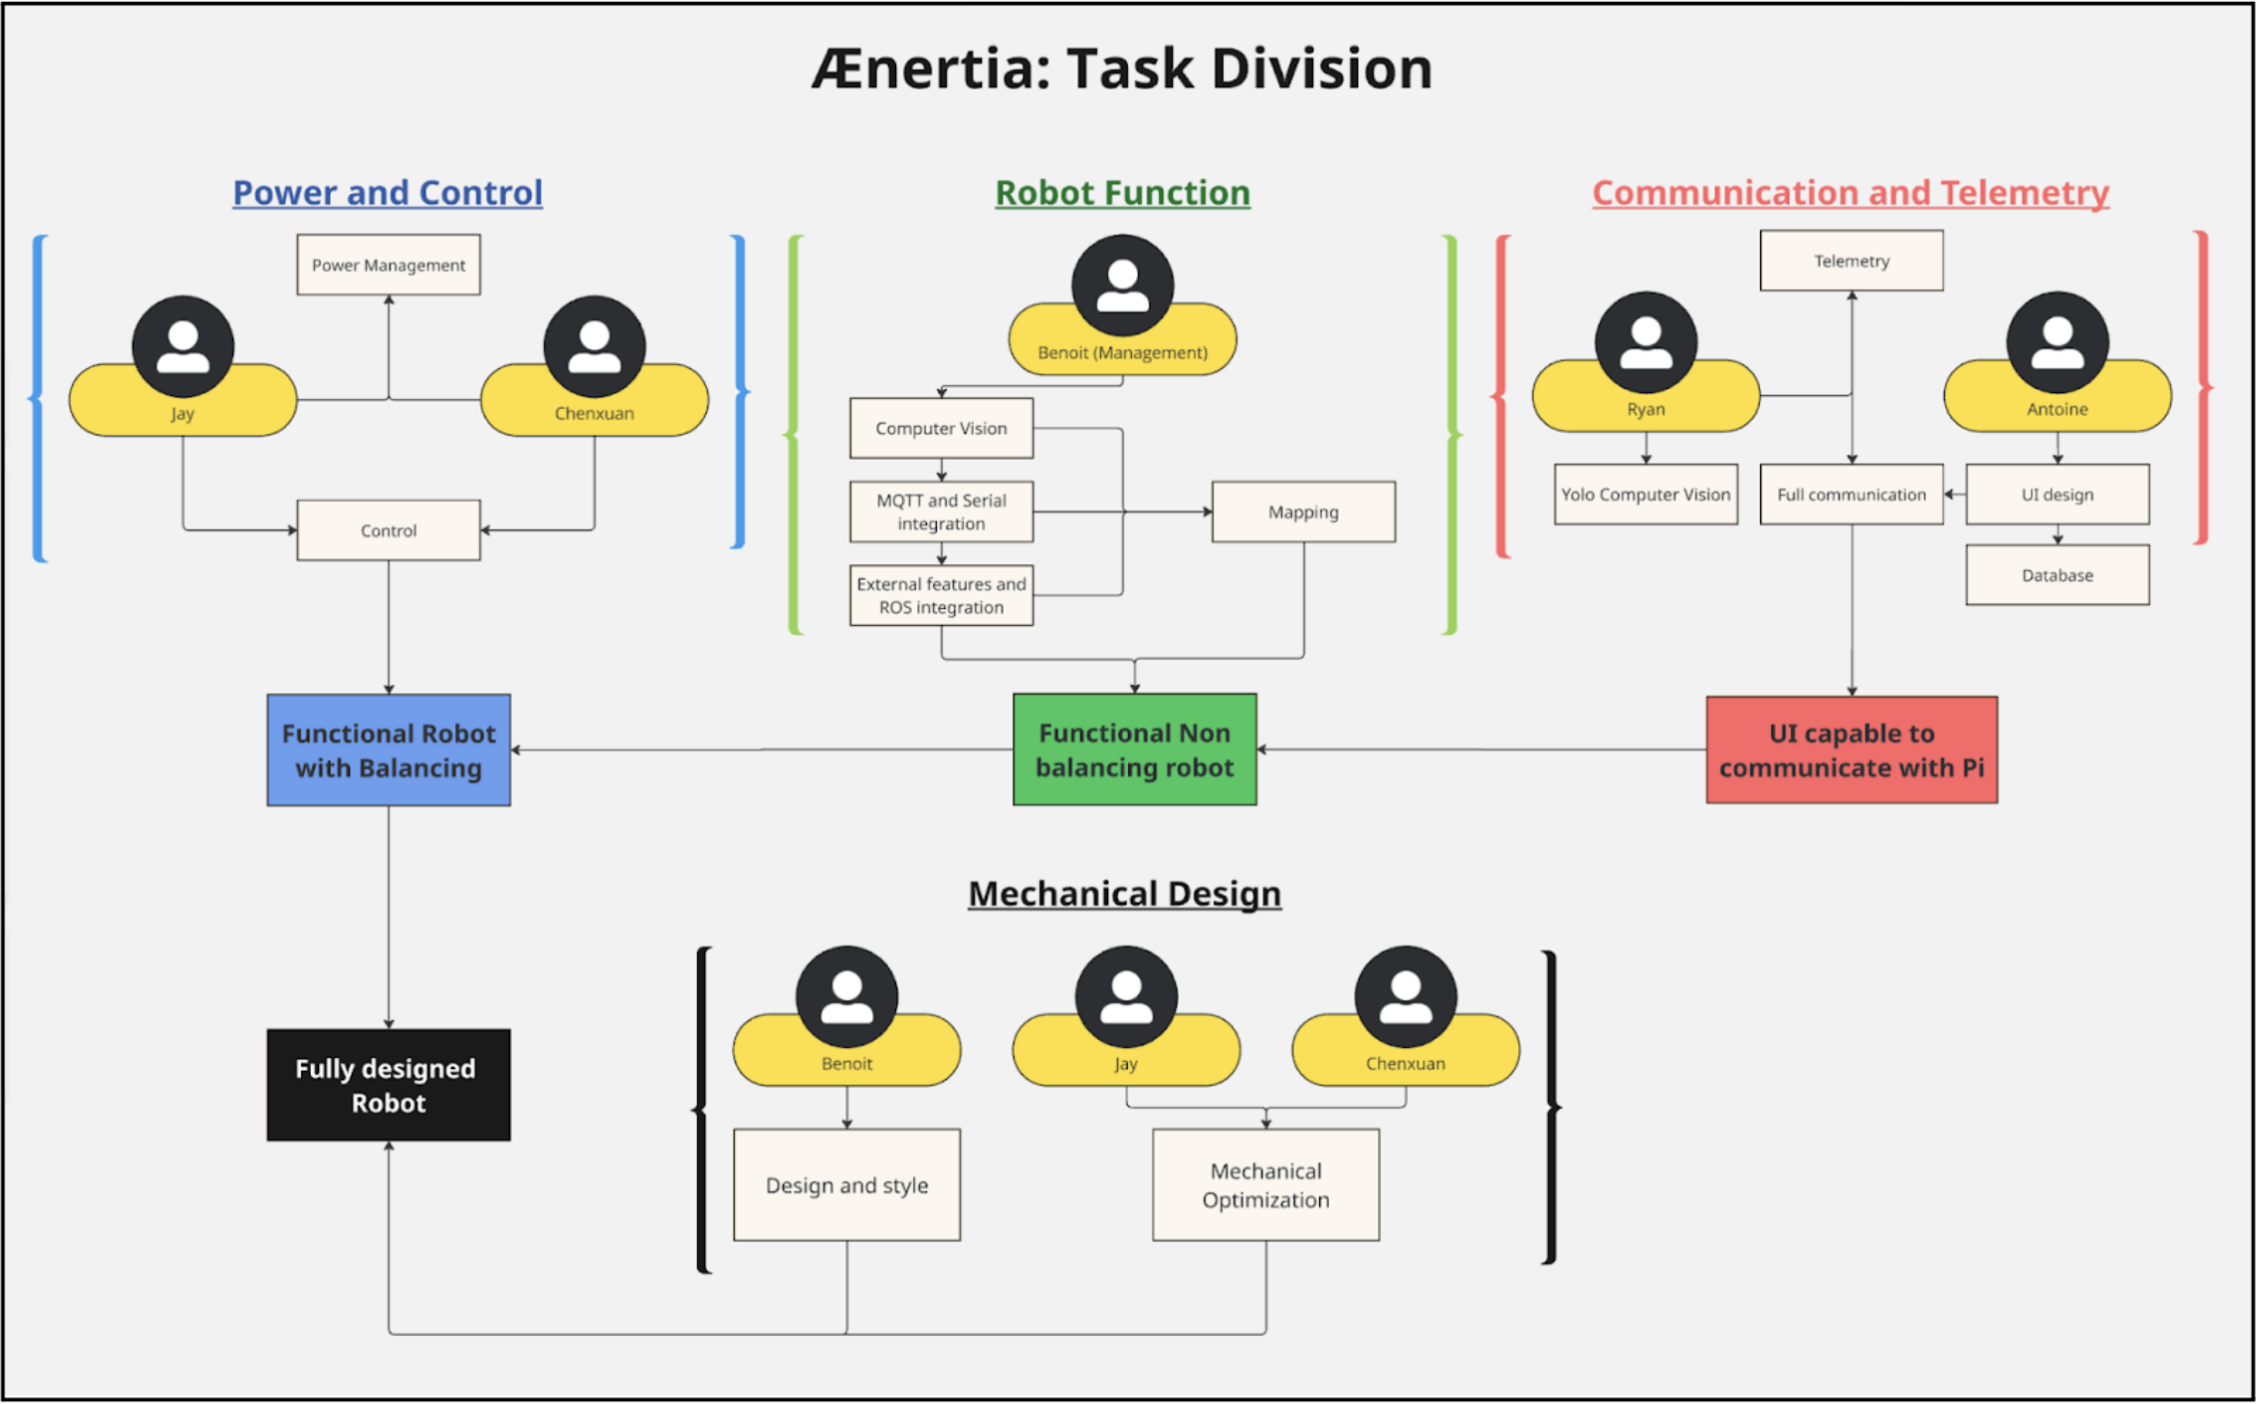 Ænertia: Task Division
Power and Control
Power Management
Jay
Chenxuan
Control
Robot Function
Benoit (Management)
Computer Vision
MQTT and Serial
integration
Mapping
External features and
ROS integration
Communication and Telemetry
Telemetry
Ryan
Antoine
Yolo Computer Vision
Full communication
UI design
Database
Functional Robot
with Balancing
Functional Non
balancing robot
UI capable to
communicate with Pi
Mechanical Design
Benoit
Jay
Chenxuan
Design and style
Mechanical
Optimization
Fully designed
Robot